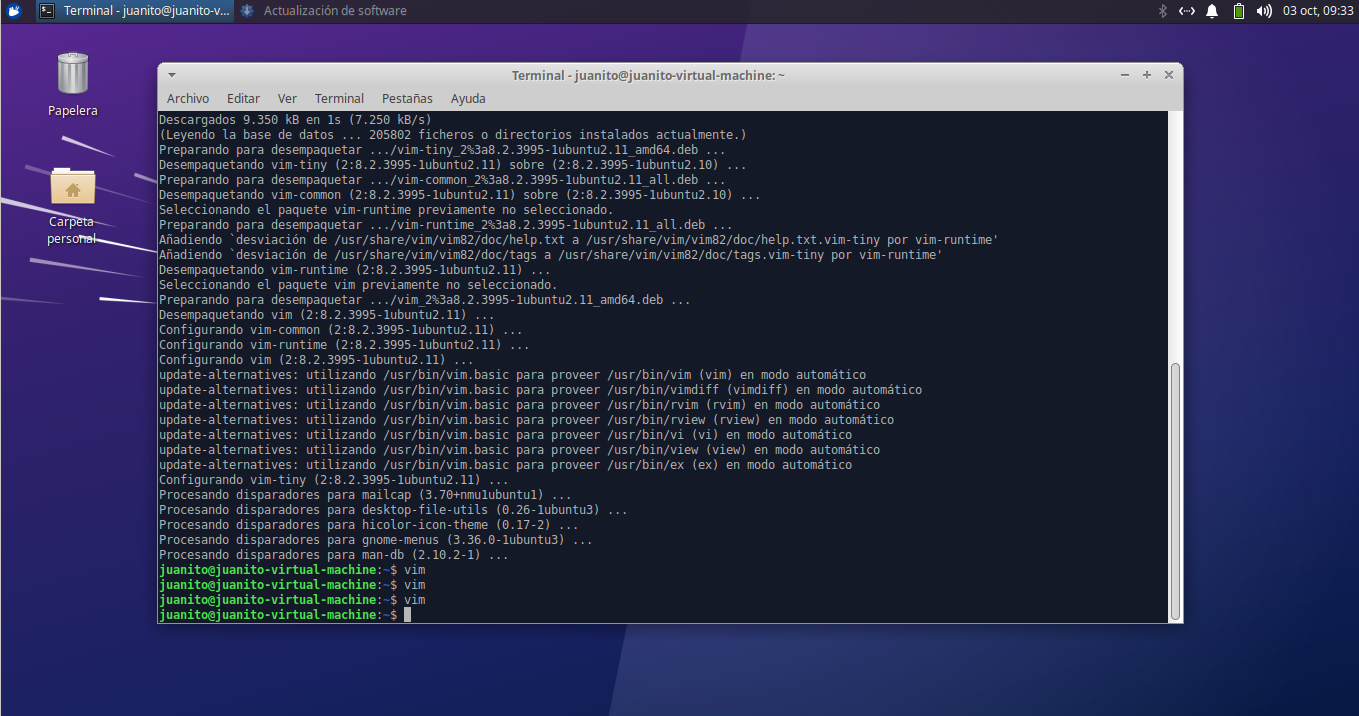 Terminal - juanito@juanito-v...
Actualización de software
03 oct, 09:33
Papelera
Carpeta
personal
Terminal - juanito@juanito-virtual-machine: ~
Archivo Editar Ver Terminal Pestañas Ayuda
Descargados 9.350 kB en 1s (7.250 kB/s)
(Leyendo la base de datos ... 205802 ficheros o directorios instalados actualmente.)
Preparando para desempaquetar .../vim-tiny_2%3a8.2.3995-1ubuntu2.11_amd64.deb ...
Desempaquetando vim-tiny (2:8.2.3995-1ubuntu2.11) sobre (2:8.2.3995-1ubuntu2.10) ...
Preparando para desempaquetar .../vim-common_2%3a8.2.3995-1ubuntu2.11_all.deb ...
Desempaquetando vim-common (2:8.2.3995-1ubuntu2.11) sobre (2:8.2.3995-1ubuntu2.10) ...
Seleccionando el paquete vim-runtime previamente no seleccionado.
Preparando para desempaquetar .../vim-runtime_2%3a8.2.3995-1ubuntu2.11_all.deb ...
Añadiendo `desviación de /usr/share/vim/vim82/doc/help.txt a /usr/share/vim/vim82/doc/help.txt.vim-tiny por vim-runtime'
Añadiendo `desviación de /usr/share/vim/vim82/doc/tags a /usr/share/vim/vim82/doc/tags.vim-tiny por vim-runtime'
Desempaquetando vim-runtime (2:8.2.3995-1ubuntu2.11) ...
Seleccionando el paquete vim previamente no seleccionado.
Preparando para desempaquetar .../vim_2%3a8.2.3995-1ubuntu2.11_amd64.deb ...
Desempaquetando vim (2:8.2.3995-1ubuntu2.11) ...
Configurando vim-common (2:8.2.3995-1ubuntu2.11) ...
Configurando vim-runtime (2:8.2.3995-1ubuntu2.11) ...
Configurando vim (2:8.2.3995-1ubuntu2.11) ...
update-alternatives: utilizando /usr/bin/vim.basic para proveer /usr/bin/vim (vim) en modo automático
update-alternatives: utilizando /usr/bin/vim.basic para proveer /usr/bin/vimdiff (vimdiff) en modo automático
update-alternatives: utilizando /usr/bin/vim.basic para proveer /usr/bin/rvim (rvim) en modo automático
update-alternatives: utilizando /usr/bin/vim.basic para proveer /usr/bin/rview (rview) en modo automático
update-alternatives: utilizando /usr/bin/vim.basic para proveer /usr/bin/vi (vi) en modo automático
update-alternatives: utilizando /usr/bin/vim.basic para proveer /usr/bin/view (view) en modo automático
update-alternatives: utilizando /usr/bin/vim.basic para proveer /usr/bin/ex (ex) en modo automático
Configurando vim-tiny (2:8.2.3995-1ubuntu2.11) ...
Procesando disparadores para mailcap (3.70+nmu1ubuntu1) ...
Procesando disparadores para desktop-file-utils (0.26-1ubuntu3) ...
Procesando disparadores para hicolor-icon-theme (0.17-2) ...
Procesando disparadores para gnome-menus (3.36.0-1ubuntu3) ...
Procesando disparadores para man-db (2.10.2-1) ...
juanito@juanito-virtual-machine:~$ vim
juanito@juanito-virtual-machine:~$ vim
juanito@juanito-virtual-machine:~$ vim
juanito@juanito-virtual-machine:~$